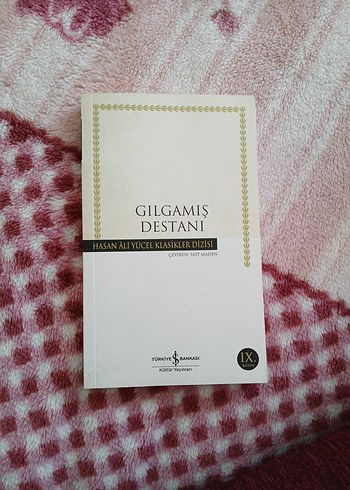 GILGAMIŞ
DESTANI
HASAN ÂLİ YÜCEL KLASİKLER DİZİSİ
ÇEVİREN: SAİT MADEN
TÜRKİYE İŞ BANKASI
Kültür Yayınları
IX.
BASIM